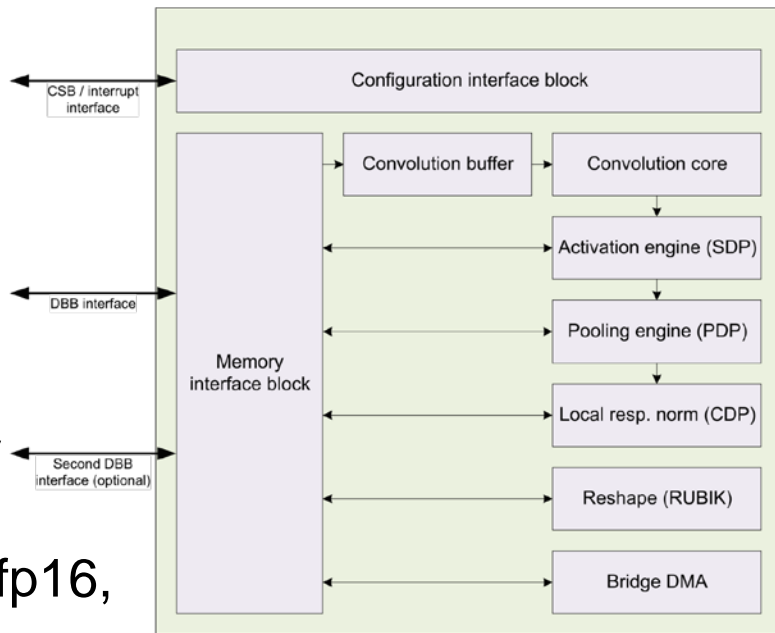 CSB / interrupt
interface
Configuration interface block
Convolution buffer
Convolution core
Activation engine (SDP)
DBB interface
Pooling engine (PDP)
Memory
interface block
Local resp. norm (CDP)
Second DBB
interface (optional)
Reshape (RUBIK)
fp16,
Bridge DMA